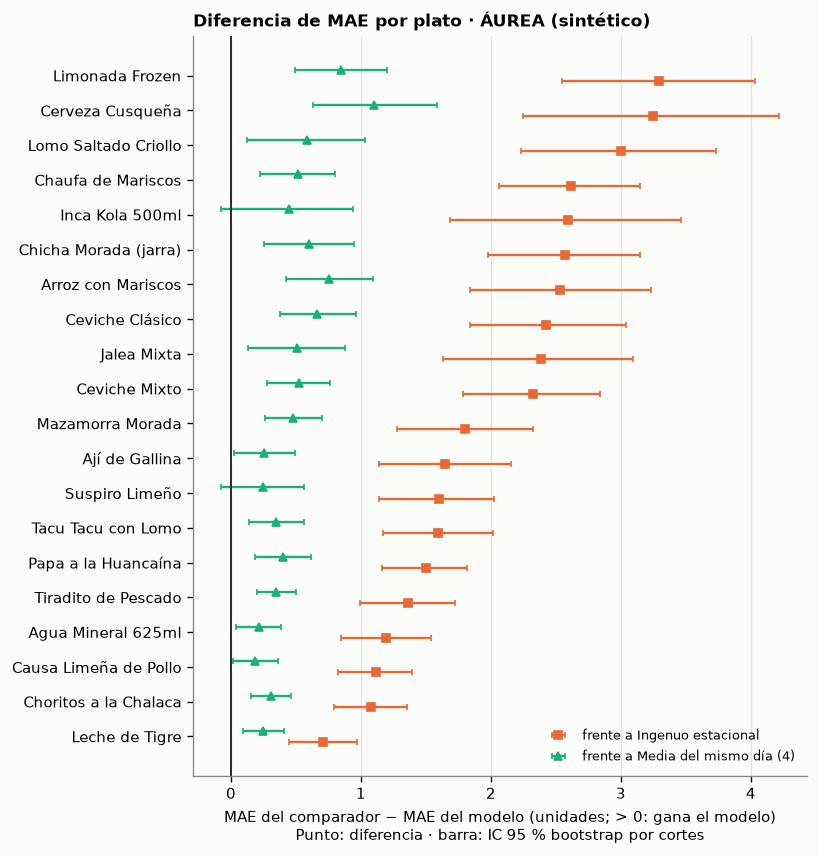 Diferencia de MAE por plato · ÁUREA (sintético)
Limonada Frozen
Cerveza Cusqueña
Lomo Saltado Criollo
Chaufa de Mariscos
Inca Kola 500ml
Chicha Morada (jarra)
Arroz con Mariscos
Ceviche Clásico
Jalea Mixta
Ceviche Mixto
Mazamorra Morada
Ají de Gallina
Suspiro Limeño
Tacu Tacu con Lomo
Papa a la Huancaína
Tiradito de Pescado
Agua Mineral 625ml
Causa Limeña de Pollo
Choritos a la Chalaca
Leche de Tigre
frente a Ingenuo estacional
frente a Media del mismo día (4)
0 1 2 3 4
MAE del comparador − MAE del modelo (unidades; > 0: gana el modelo)
Punto: diferencia · barra: IC 95 % bootstrap por cortes